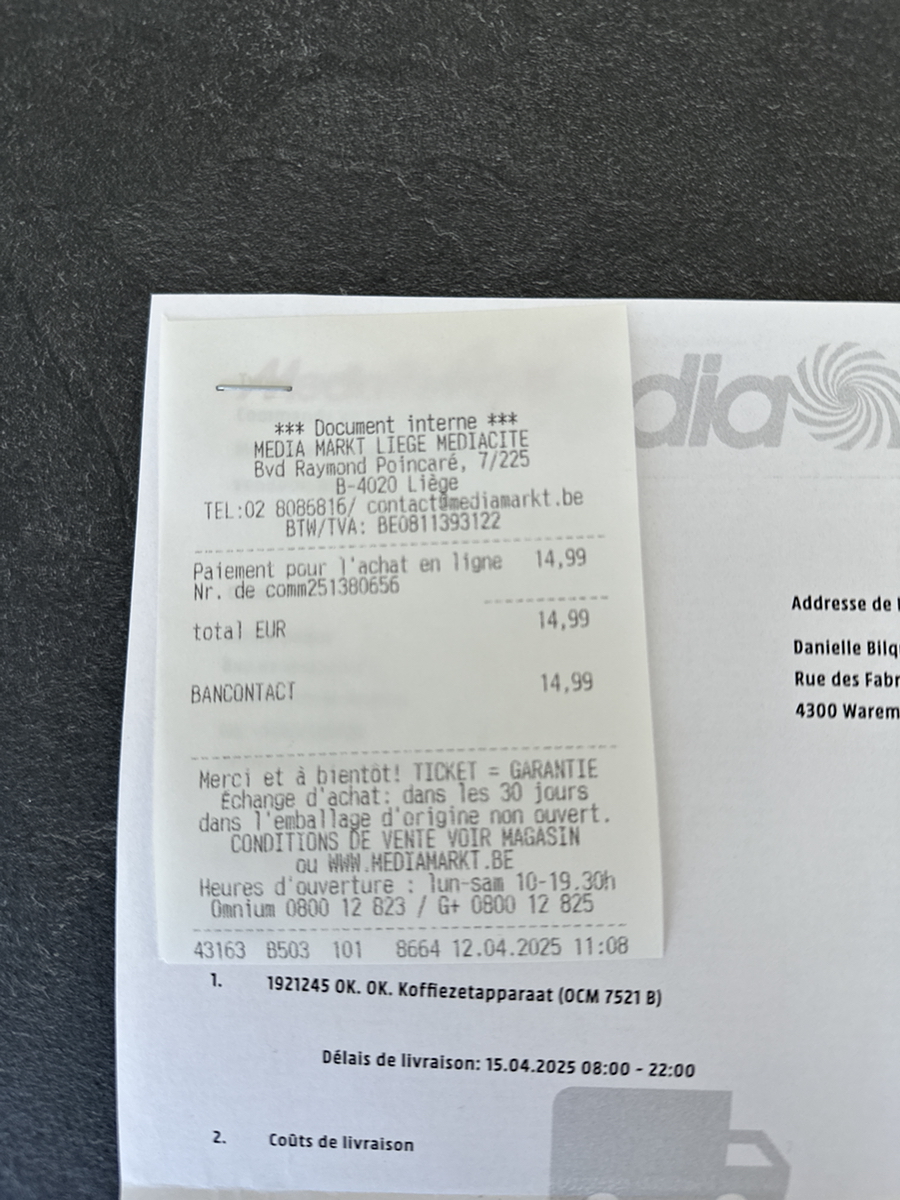 *** Document interne ***
MEDIA MARKT LIEGE MEDIACITE
Bvd Raymond Poincaré, 7/225
B-4020 Liège
TEL:02 8086816/ contact@mediamarkt.be
BTW/TVA: BE0811393122
Paiement pour l'achat en ligne 14,99
Nr. de comm251380656
14,99
total EUR
BANCONTACT 14,99
Merci et à bientôt! TICKET = GARANTIE
Échange d'achat: dans les 30 jours
dans l'emballage d'origine non ouvert.
CONDITIONS DE VENTE VOIR MAGASIN
ou WWW.MEDIAMARKT.BE
Heures d'ouverture : lun-sam 10-19.30h
Omnium 0800 12 823 / G+ 0800 12 825
43163 B503 101 8664 12.04.2025 11:08
dia
Addresse de
Danielle Bilq
Rue des Fabr
4300 Warem
1. 1921245 OK. OK. Koffiezetapparaat (OCM 7521 B)
Délais de livraison: 15.04.2025 08:00 - 22:00
2. Coûts de livraison